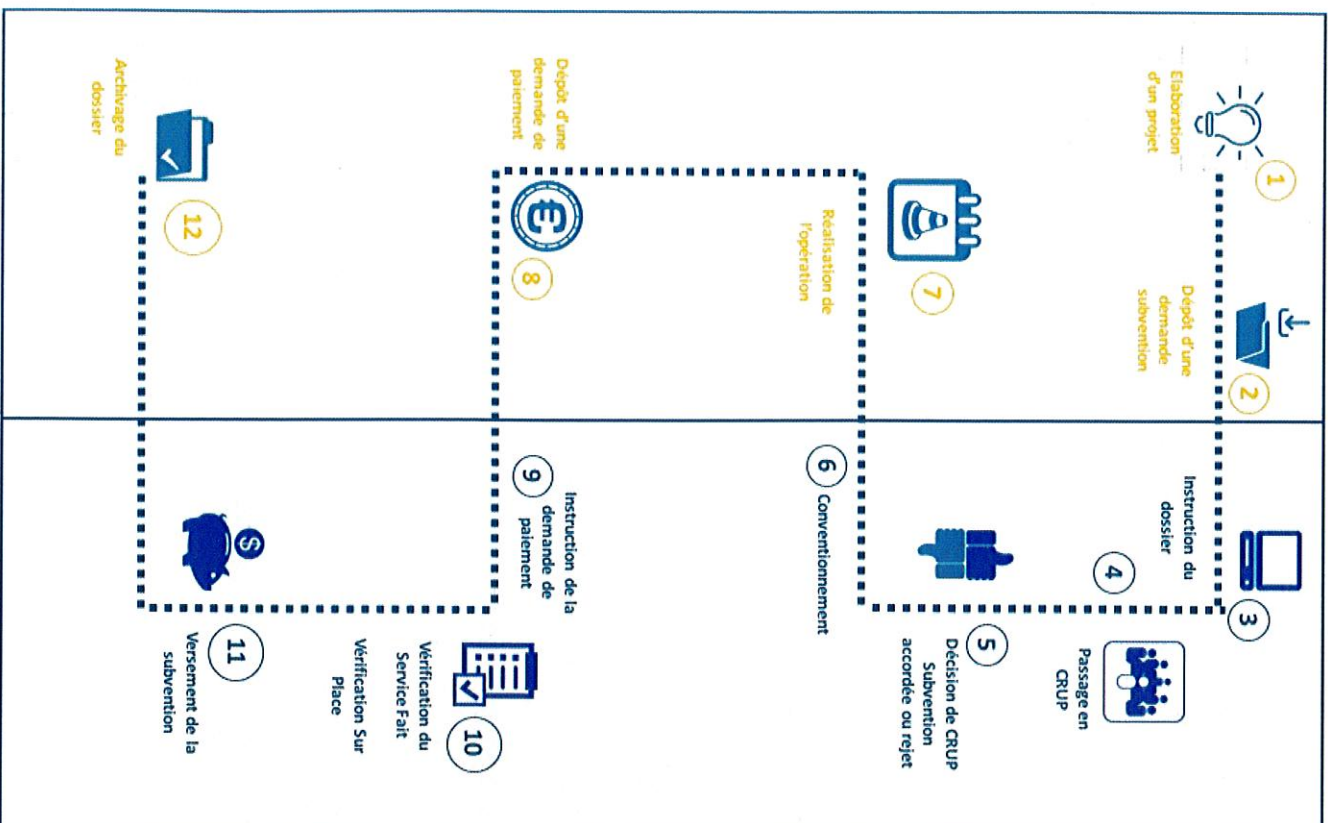 1
Elaboration
d'un projet
2
Dépôt d'une
demande
subvention
3
Instruction du
dossier
4
Passage en
CRUP
5
Décision de CRUP
Subvention
accordée ou rejet
6
Conventionnement
7
Réalisation de
l'opération
8
€
Dépôt d'une
demande de
paiement
9
Instruction de la
demande de
paiement
10
Vérification du
Service Fait
Vérification Sur
Place
11
$
Versement de la
subvention
12
Archivage du
dossier